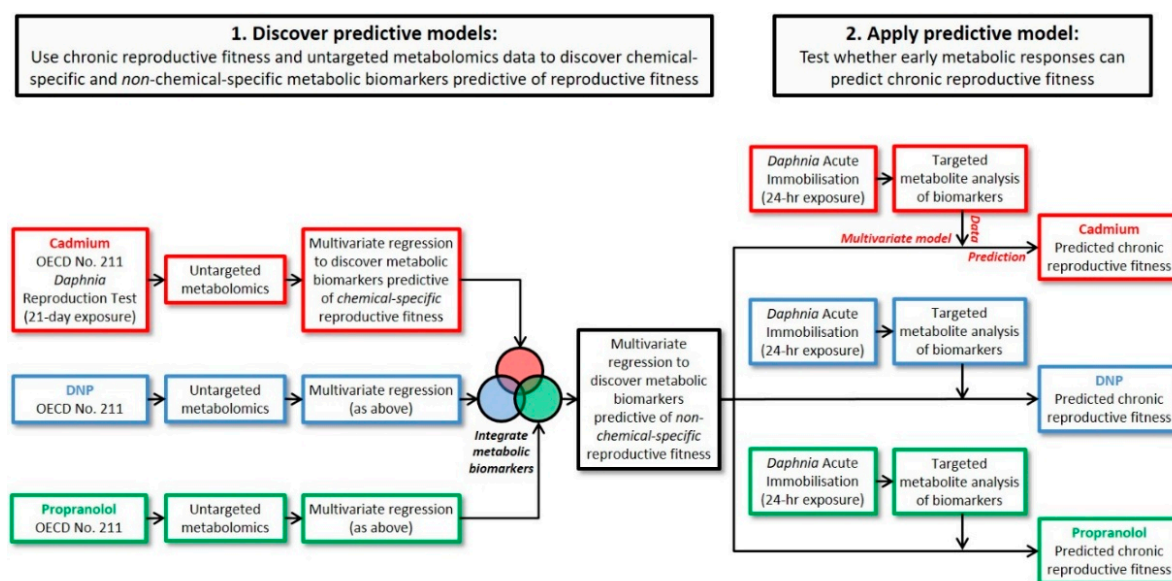 1. Discover predictive models:
Use chronic reproductive fitness and untargeted metabolomics data to discover chemical-
specific and non-chemical-specific metabolic biomarkers predictive of reproductive fitness
2. Apply predictive model:
Test whether early metabolic responses can
predict chronic reproductive fitness
Cadmium
OECD No. 211
Daphnia
Reproduction Test
(21-day exposure)
Untargeted
metabolomics
Multivariate regression
to discover metabolic
biomarkers predictive
of chemical-specific
reproductive fitness
DNP
OECD No. 211
Untargeted
metabolomics
Multivariate regression
(as above)
Propranolol
OECD No. 211
Untargeted
metabolomics
Multivariate regression
(as above)
Integrate
metabolic
biomarkers
Multivariate
regression to
discover metabolic
biomarkers
predictive of non-
chemical-specific
reproductive fitness
Daphnia Acute
Immobilisation
(24-hr exposure)
Targeted
metabolite analysis
of biomarkers
Multivariate model
Data
Prediction
Cadmium
Predicted chronic
reproductive fitness
Daphnia Acute
Immobilisation
(24-hr exposure)
Targeted
metabolite analysis
of biomarkers
DNP
Predicted chronic
reproductive fitness
Daphnia Acute
Immobilisation
(24-hr exposure)
Targeted
metabolite analysis
of biomarkers
Propranolol
Predicted chronic
reproductive fitness